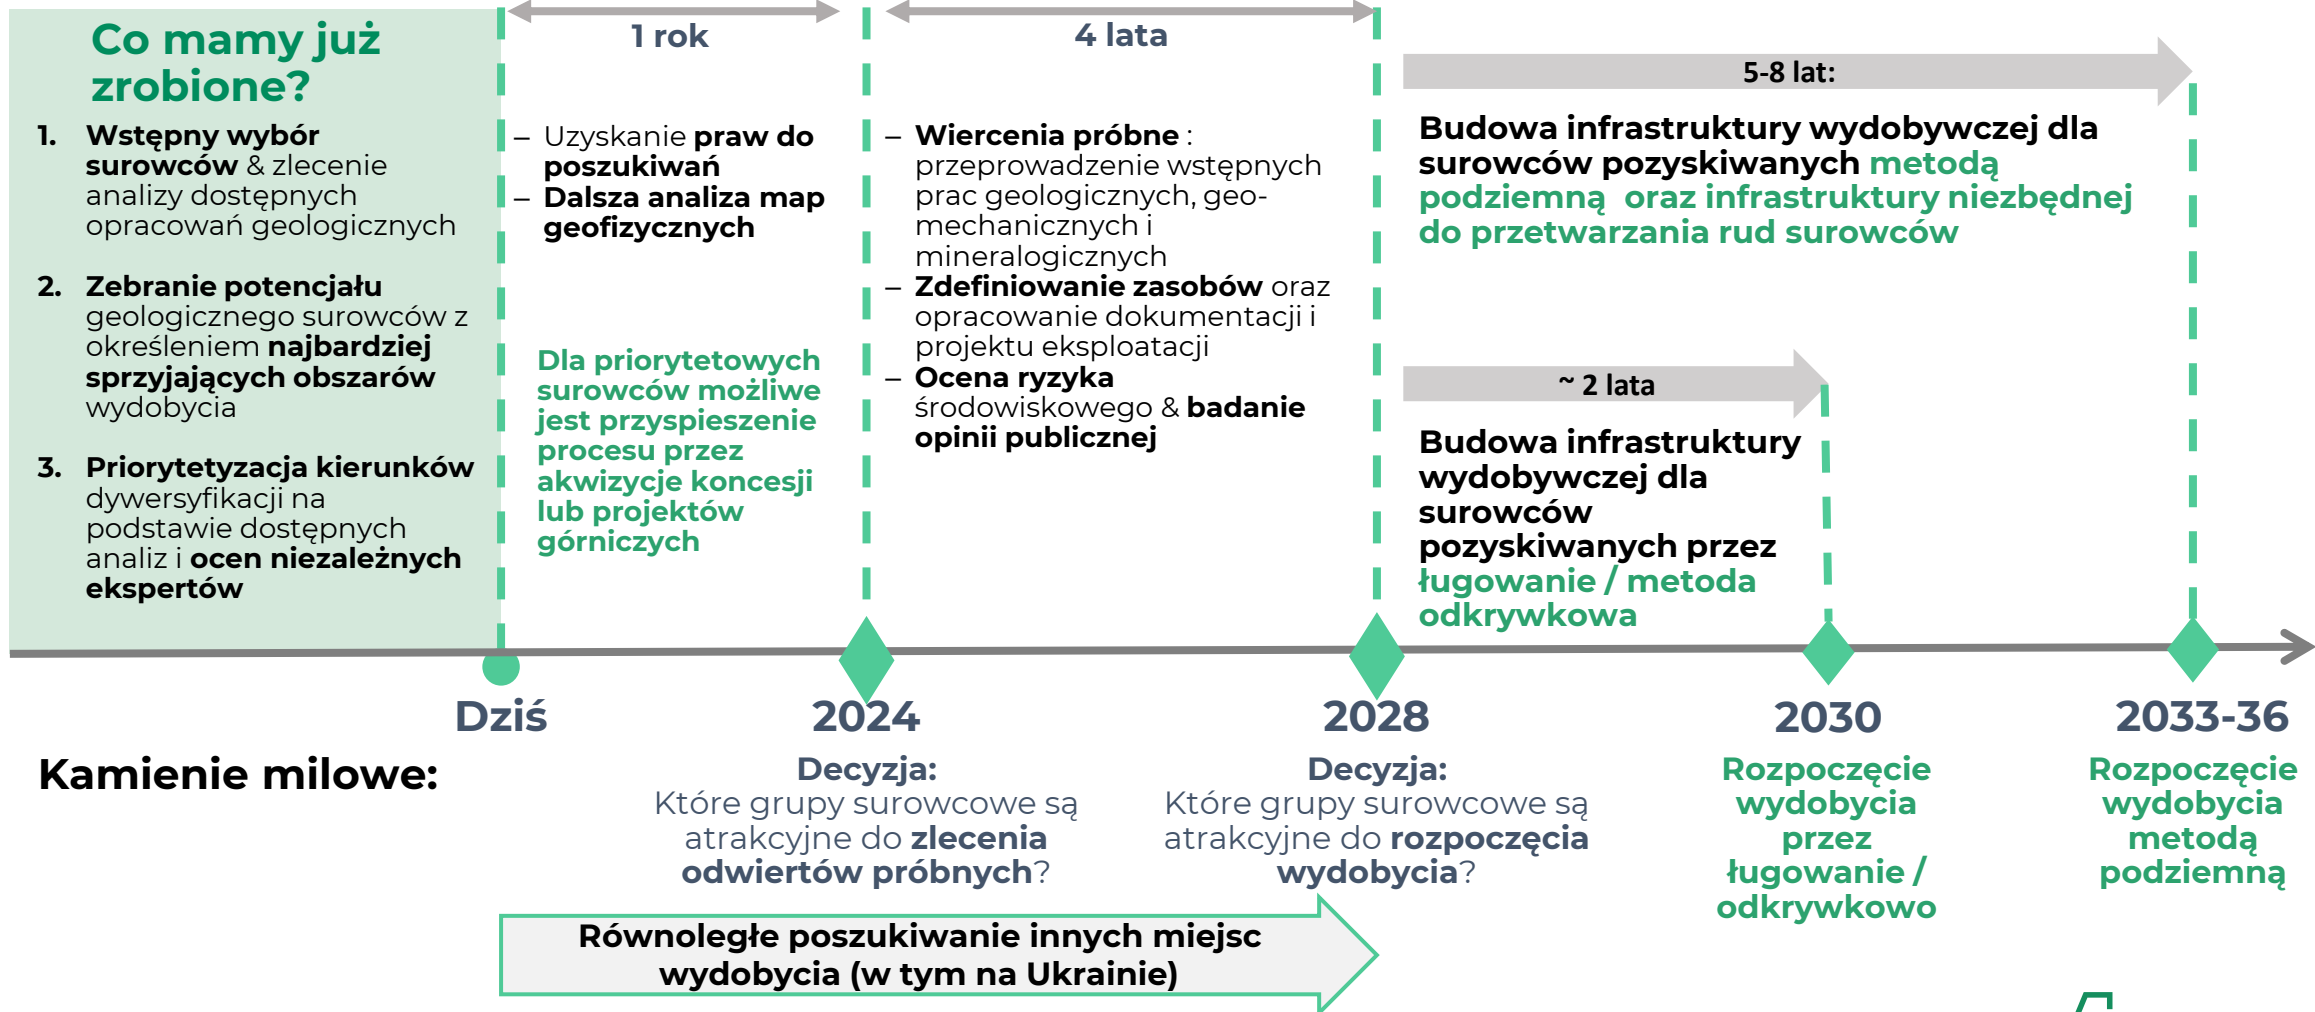 Co mamy już
zrobione?
1. Wstępny wybór
surowców & zlecenie
analizy dostępnych
opracowań geologicznych
2. Zebranie potencjału
geologicznego surowców z
określeniem najbardziej
sprzyjających obszarów
wydobycia
3. Priorytetyzacja kierunków
dywersyfikacji na
podstawie dostępnych
analiz i ocen niezależnych
ekspertów
1 rok
– Uzyskanie praw do
poszukiwań
– Dalsza analiza map
geofizycznych
Dla priorytetowych
surowców możliwe
jest przyspieszenie
procesu przez
akwizycje koncesji
lub projektów
górniczych
4 lata
– Wiercenia próbne :
przeprowadzenie wstępnych
prac geologicznych, geo-
mechanicznych i
mineralogicznych
– Zdefiniowanie zasobów oraz
opracowanie dokumentacji i
projektu eksploatacji
– Ocena ryzyka
środowiskowego & badanie
opinii publicznej
5-8 lat:
Budowa infrastruktury wydobywczej dla
surowców pozyskiwanych metodą
podziemną oraz infrastruktury niezbędnej
do przetwarzania rud surowców
~ 2 lata
Budowa infrastruktury
wydobywczej dla
surowców
pozyskiwanych przez
ługowanie / metoda
odkrywkowa
Dziś
2024
2028
2030
2033-36
Kamienie milowe:
Decyzja:
Które grupy surowcowe są
atrakcyjne do zlecenia
odwiertów próbnych?
Decyzja:
Które grupy surowcowe są
atrakcyjne do rozpoczęcia
wydobycia?
Rozpoczęcie
wydobycia
przez
ługowanie /
odkrywkowo
Rozpoczęcie
wydobycia
metodą
podziemną
Równoległe poszukiwanie innych miejsc
wydobycia (w tym na Ukrainie)